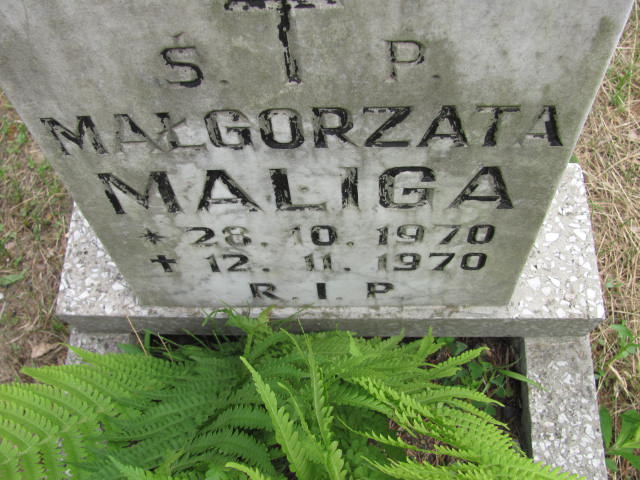 Ś P
MAŁGORZATA
MALIGA
* 28. 10. 1970
✝ 12. 11. 1970
R. I. P.